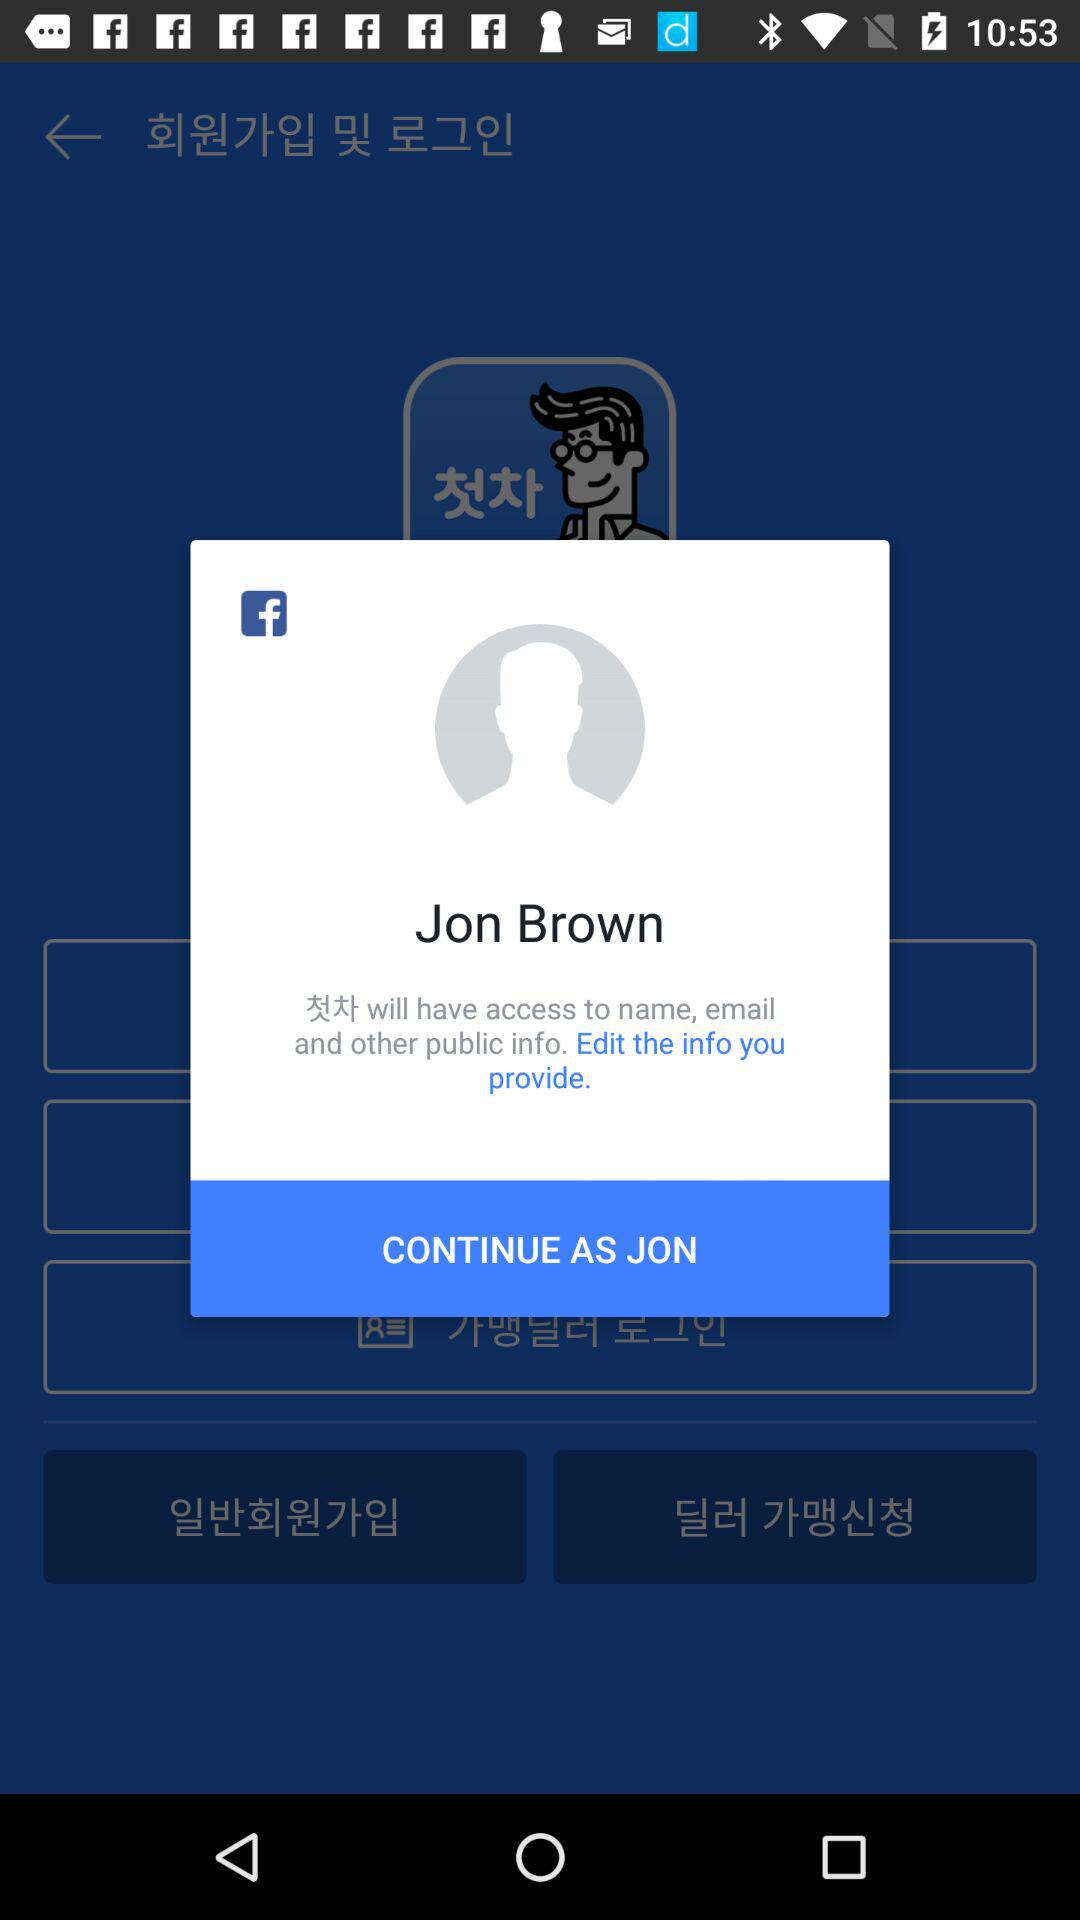 10:53
회원가입 및 로그인
첫차
Jon Brown
첫차 will have access to name, email
and other public info. Edit the info you
provide.
CONTINUE AS JON
가맹딜러 로그인
일반회원가입
딜러 가맹신청